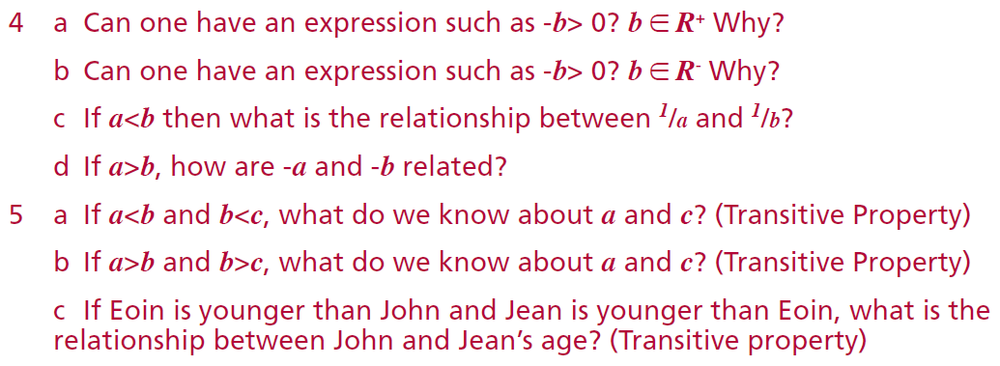 4 a Can one have an expression such as -b> 0? b ∈ R⁺ Why?
b Can one have an expression such as -b> 0? b ∈ R⁻ Why?
c If a<b then what is the relationship between ¹/a and ¹/b?
d If a>b, how are -a and -b related?
5 a If a<b and b<c, what do we know about a and c? (Transitive Property)
b If a>b and b>c, what do we know about a and c? (Transitive Property)
c If Eoin is younger than John and Jean is younger than Eoin, what is the
relationship between John and Jean's age? (Transitive property)